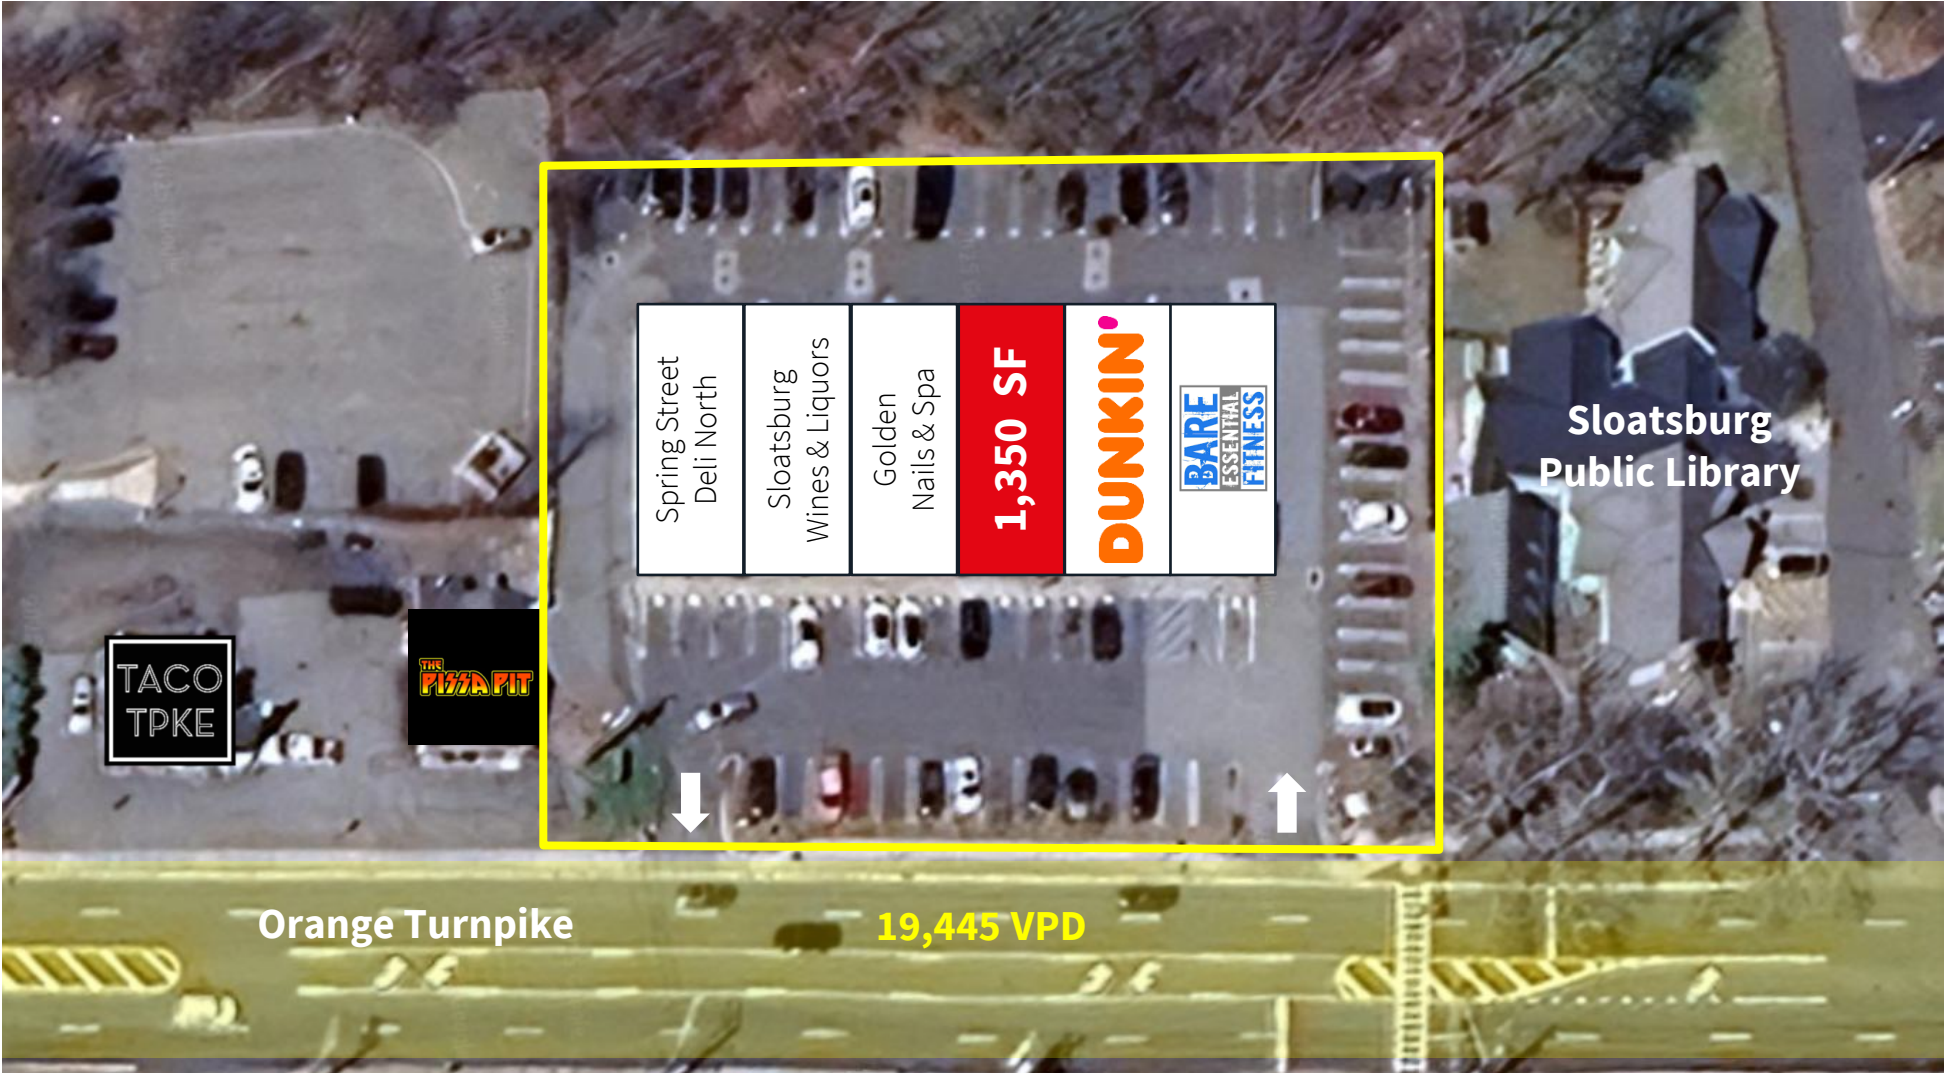 Spring Street
Deli North
Sloatsburg
Wines & Liquors
Golden
Nails & Spa
1,350 SF
DUNKIN'
BARE
ESSENTIAL
FITNESS
Sloatsburg
Public Library
TACO
TPKE
THE
PIZZA PIT
Orange Turnpike
19,445 VPD